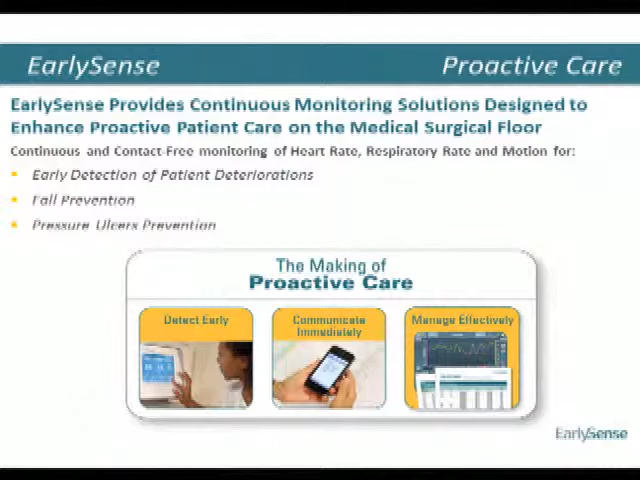 EarlySense Proactive Care
EarlySense Provides Continuous Monitoring Solutions Designed to
Enhance Proactive Patient Care on the Medical Surgical Floor
Continuous and Contact-Free monitoring of Heart Rate, Respiratory Rate and Motion for:
Early Detection of Patient Deteriorations
Fall Prevention
Pressure Ulcers Prevention
The Making of
Proactive Care
Detect Early
Communicate
Immediately
Manage Effectively
EarlySense